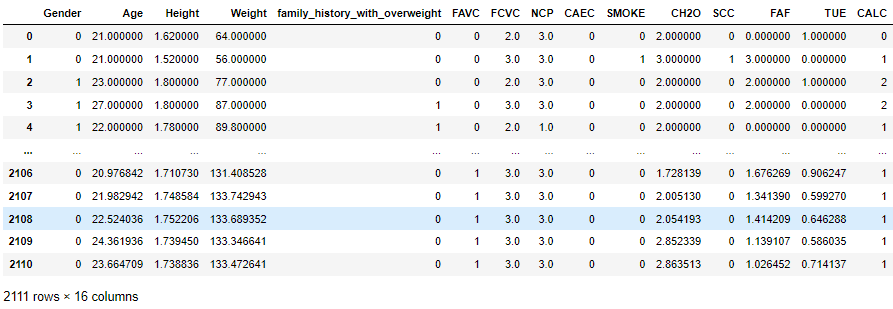 Gender Age Height Weight family_history_with_overweight FAVC FCVC NCP CAEC SMOKE CH2O SCC FAF TUE CALC
0 0 21.000000 1.620000 64.000000 0 0 2.0 3.0 0 0 2.000000 0 0.000000 1.000000 0
1 0 21.000000 1.520000 56.000000 0 0 3.0 3.0 0 1 3.000000 1 3.000000 0.000000 1
2 1 23.000000 1.800000 77.000000 0 0 2.0 3.0 0 0 2.000000 0 2.000000 1.000000 2
3 1 27.000000 1.800000 87.000000 1 0 3.0 3.0 0 0 2.000000 0 2.000000 0.000000 2
4 1 22.000000 1.780000 89.800000 1 0 2.0 1.0 0 0 2.000000 0 0.000000 0.000000 1
... ... ... ... ... ... ... ... ... ... ... ... ... ... ... ...
2106 0 20.976842 1.710730 131.408528 0 1 3.0 3.0 0 0 1.728139 0 1.676269 0.906247 1
2107 0 21.982942 1.748584 133.742943 0 1 3.0 3.0 0 0 2.005130 0 1.341390 0.599270 1
2108 0 22.524036 1.752206 133.689352 0 1 3.0 3.0 0 0 2.054193 0 1.414209 0.646288 1
2109 0 24.361936 1.739450 133.346641 0 1 3.0 3.0 0 0 2.852339 0 1.139107 0.586035 1
2110 0 23.664709 1.738836 133.472641 0 1 3.0 3.0 0 0 2.863513 0 1.026452 0.714137 1
2111 rows × 16 columns